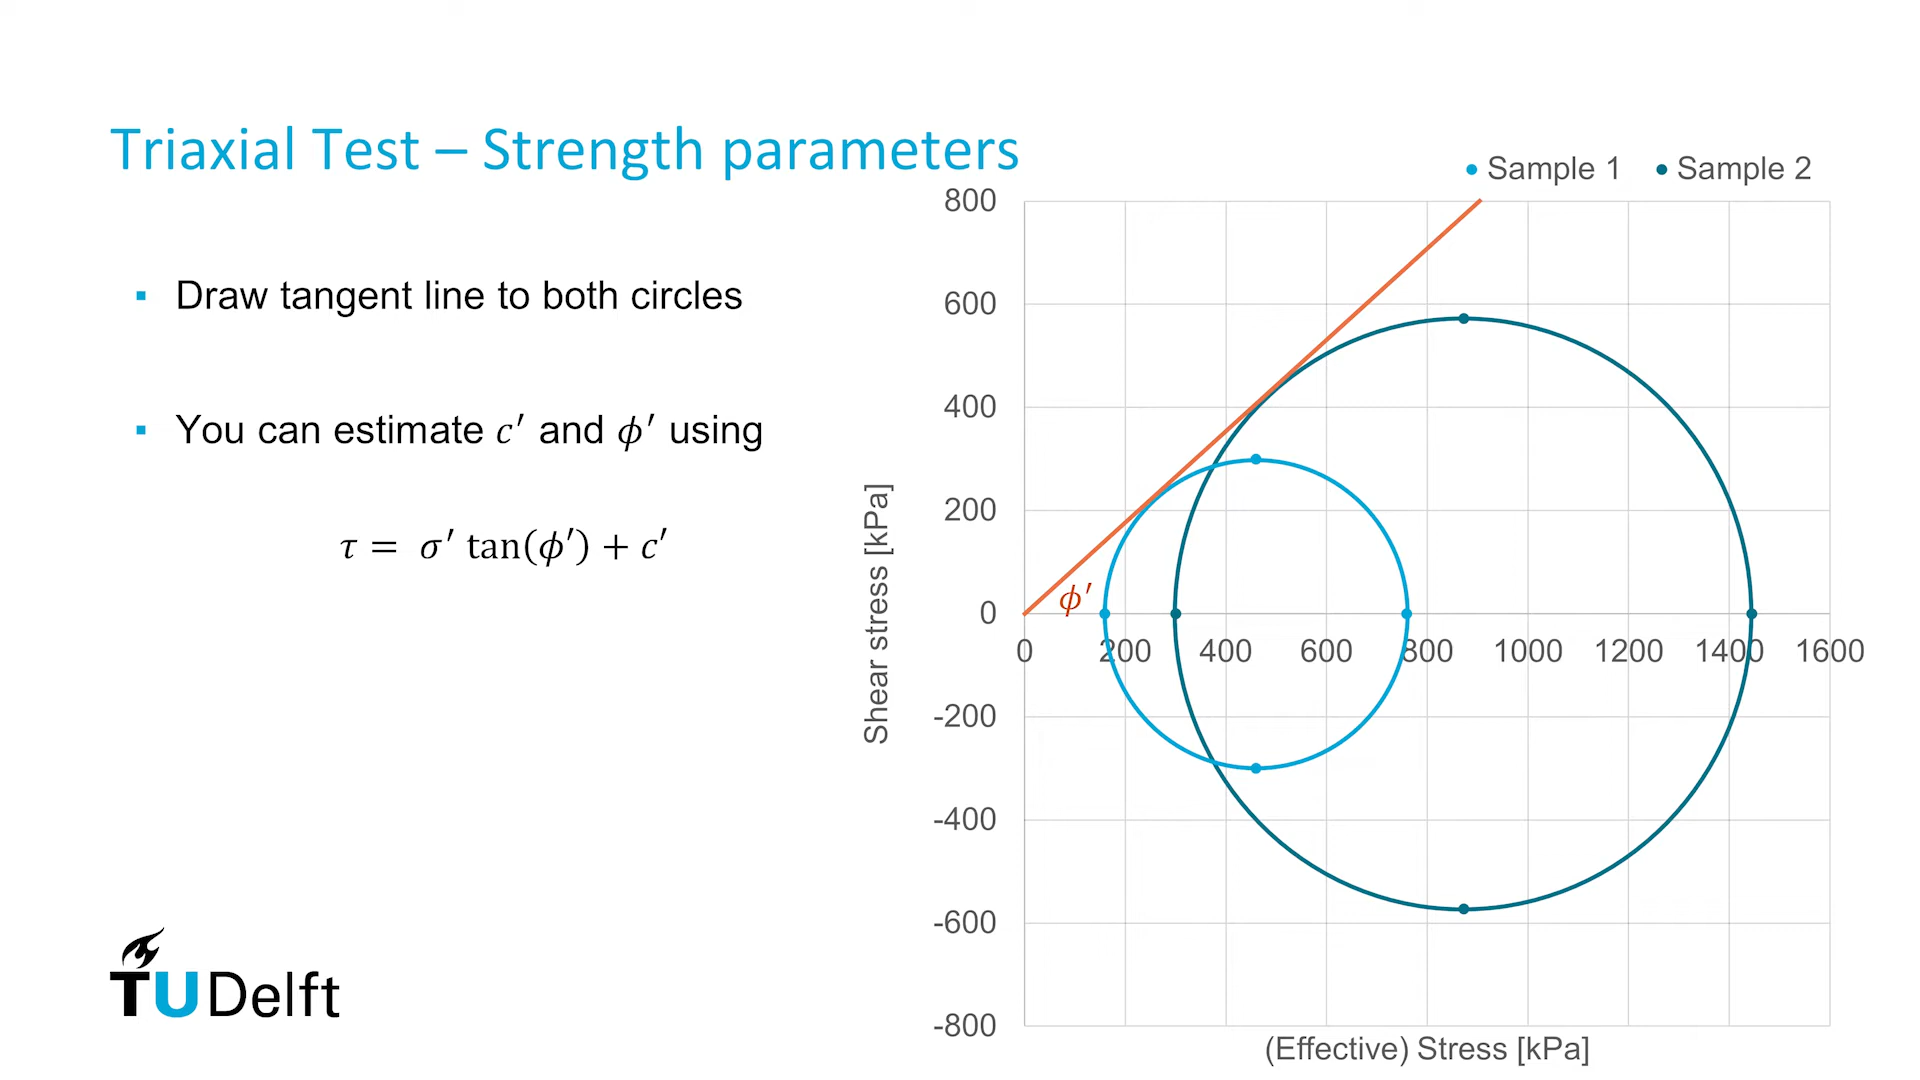 Triaxial Test – Strength parameters
▪ Draw tangent line to both circles
▪ You can estimate c′ and ϕ′ using
τ = σ′ tan(ϕ′) + c′
TUDelft
Sample 1 Sample 2
800
600
400
200
0
-200
-400
-600
-800
Shear stress [kPa]
ϕ′
0 200 400 600 800 1000 1200 1400 1600
(Effective) Stress [kPa]